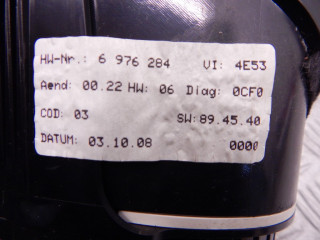 HW-Nr.: 6 976 284 VI: 4E53
Aend: 00.22 HW: 06 Diag: 0CF0
COD: 03 SW: 89.45.40
DATUM: 03.10.08 0000